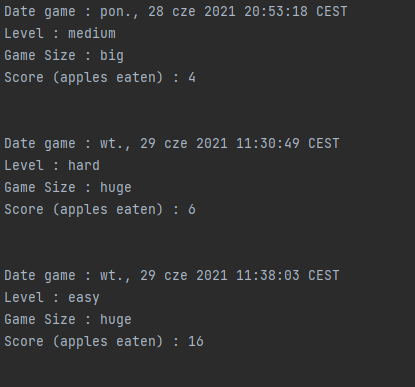 Date game : pon., 28 cze 2021 20:53:18 CEST
Level : medium
Game Size : big
Score (apples eaten) : 4
Date game : wt., 29 cze 2021 11:30:49 CEST
Level : hard
Game Size : huge
Score (apples eaten) : 6
Date game : wt., 29 cze 2021 11:38:03 CEST
Level : easy
Game Size : huge
Score (apples eaten) : 16